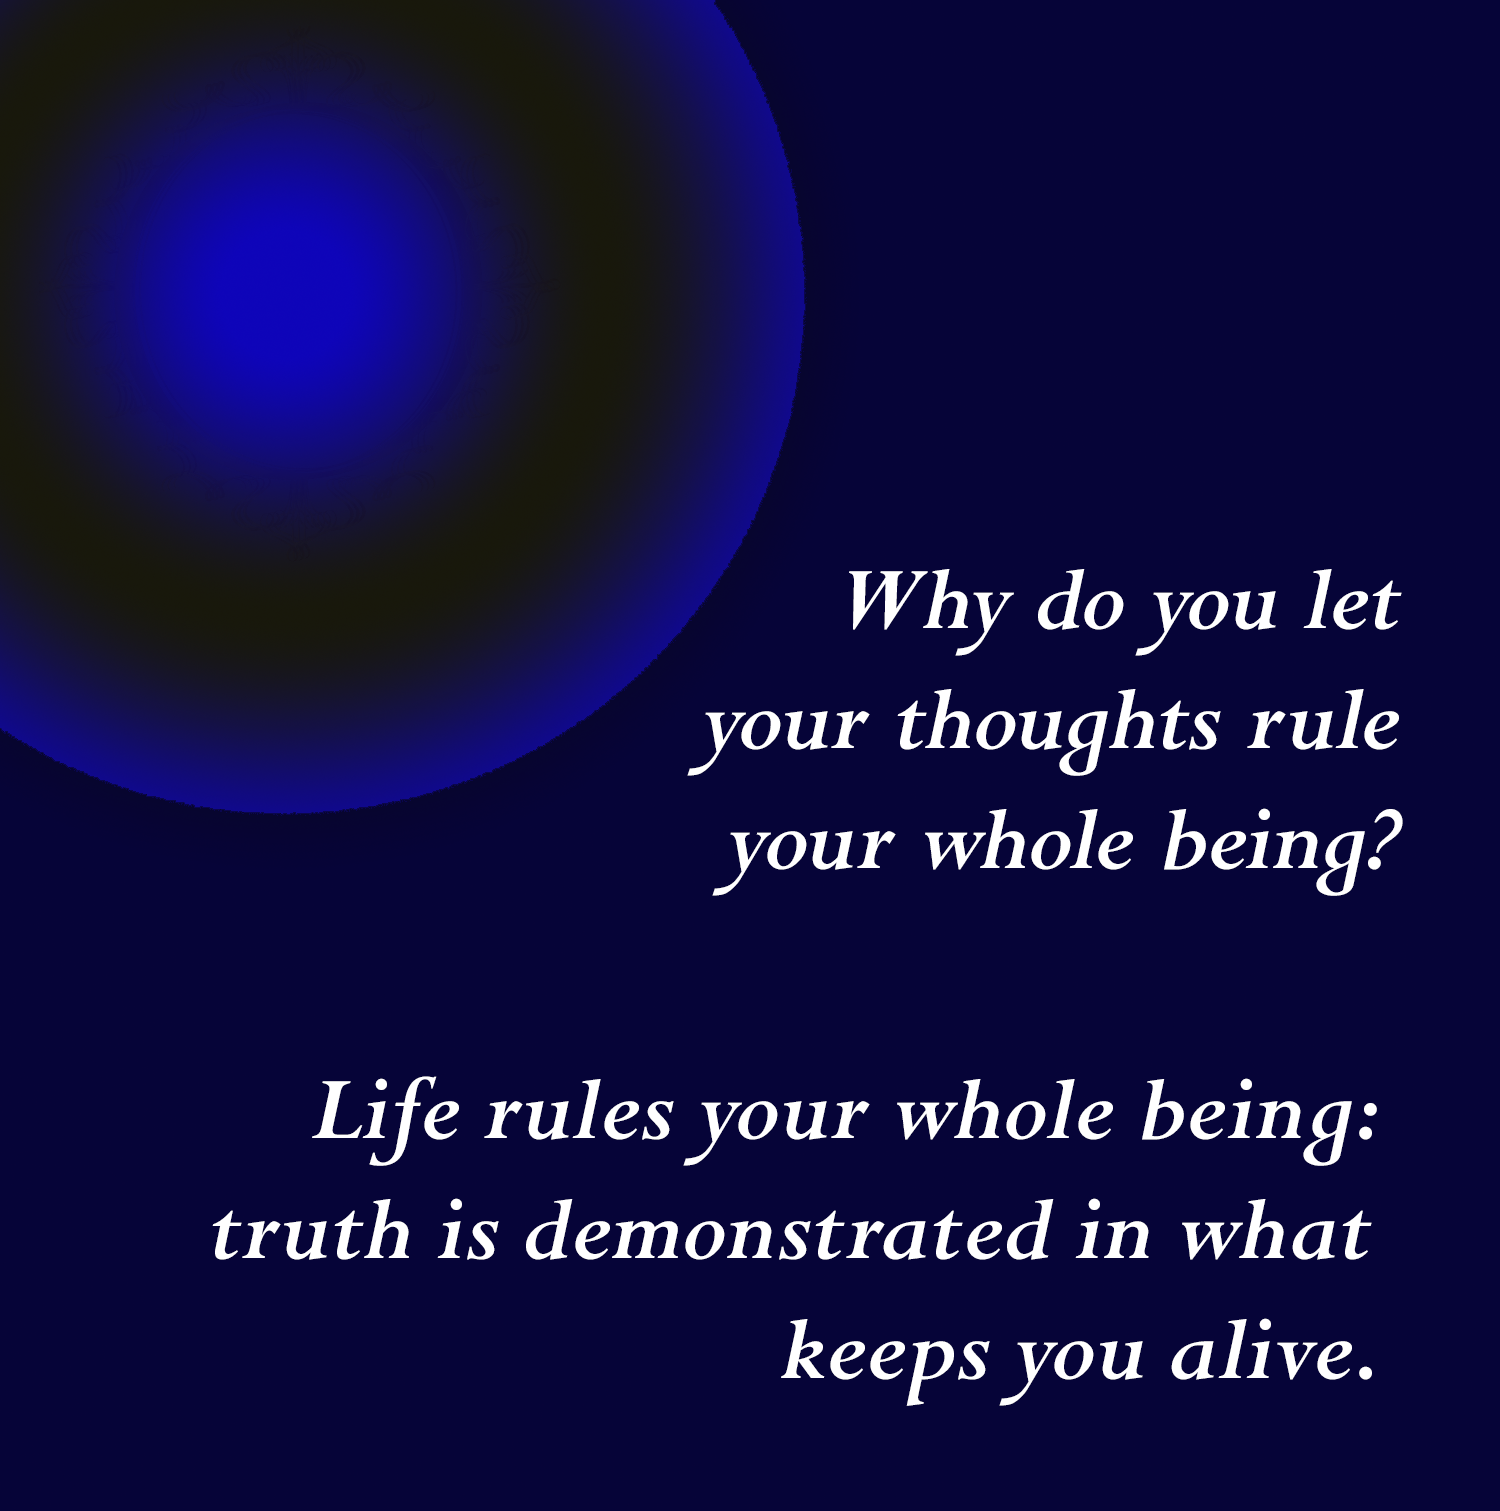 Why do you let
your thoughts rule
your whole being?
Life rules your whole being:
truth is demonstrated in what
keeps you alive.